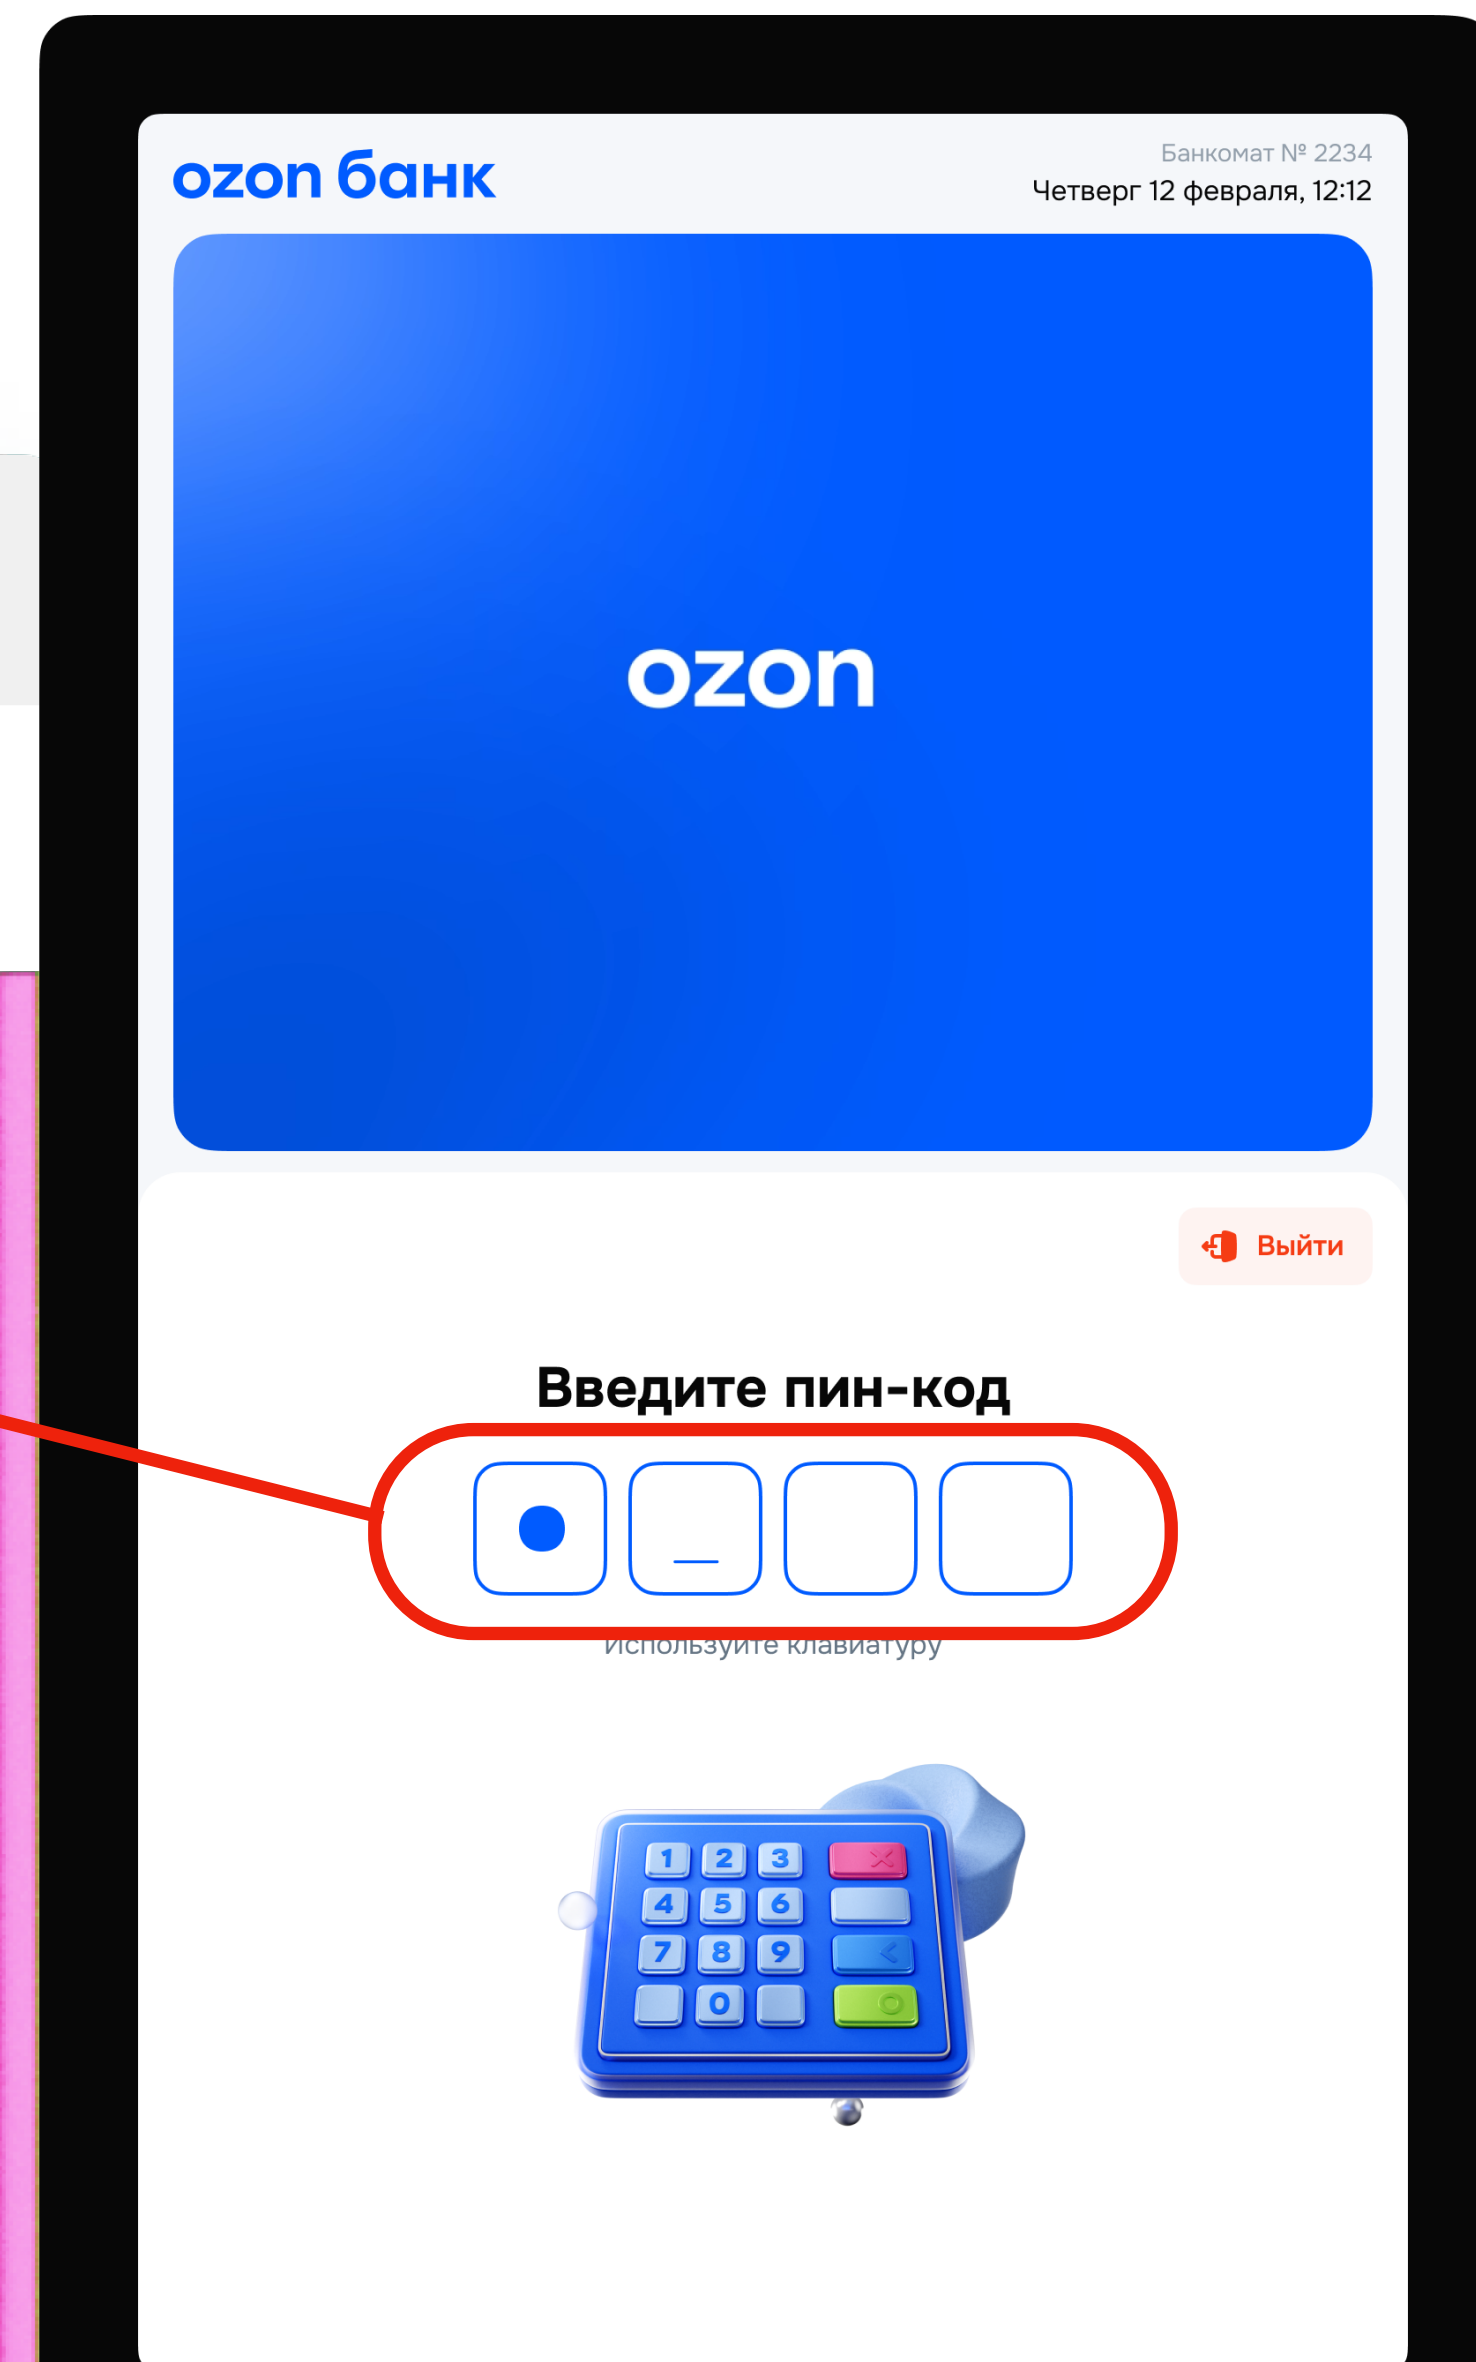 ozon банк
Банкомат № 2234
Четверг 12 февраля, 12:12
ozon
Выйти
Введите пин-код
Используйте клавиатуру
1 2 3
4 5 6
7 8 9
0